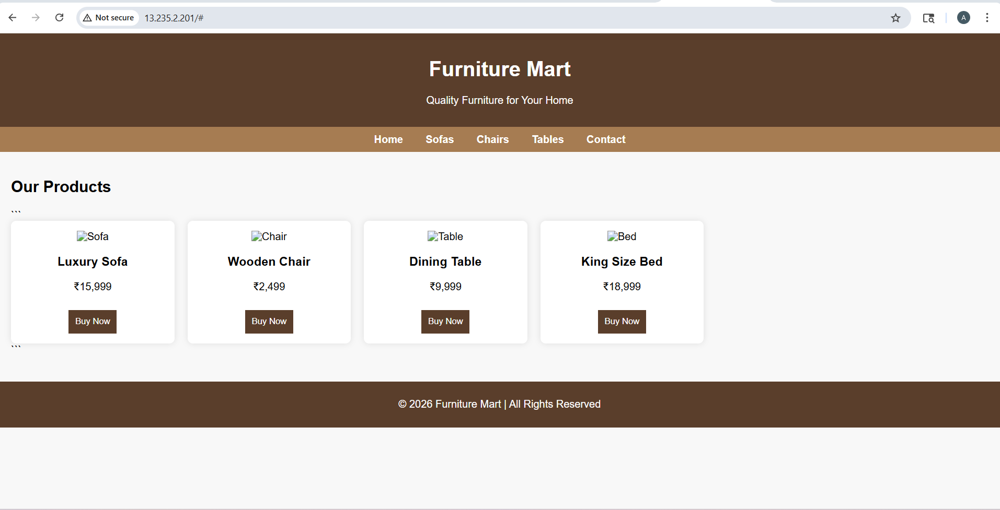 Not secure 13.235.2.201/# A
Furniture Mart
Quality Furniture for Your Home
Home Sofas Chairs Tables Contact
Our Products
```
Sofa Chair Table Bed
Luxury Sofa Wooden Chair Dining Table King Size Bed
₹15,999 ₹2,499 ₹9,999 ₹18,999
Buy Now Buy Now Buy Now Buy Now
```
© 2026 Furniture Mart | All Rights Reserved